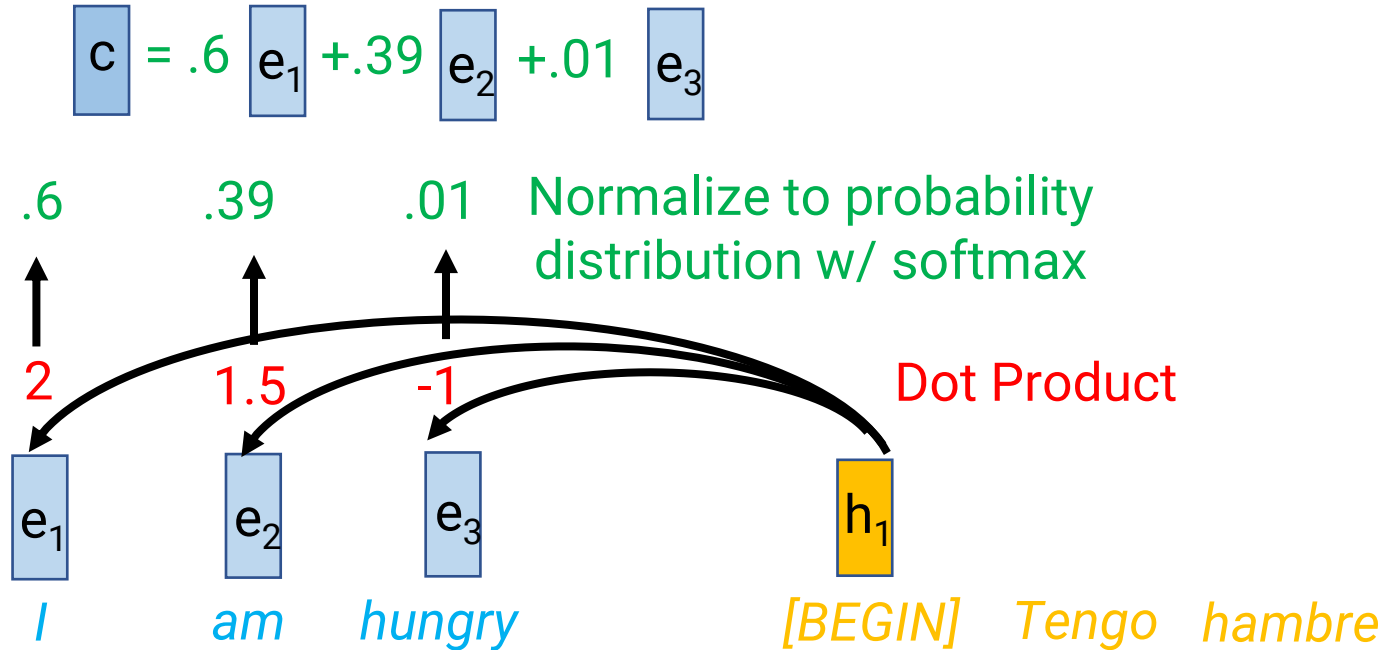 c = .6 e₁ +.39 e₂ +.01 e₃
.6 .39 .01 Normalize to probability
distribution w/ softmax
2 1.5 -1 Dot Product
e₁ e₂ e₃ h₁
I am hungry [BEGIN] Tengo hambre